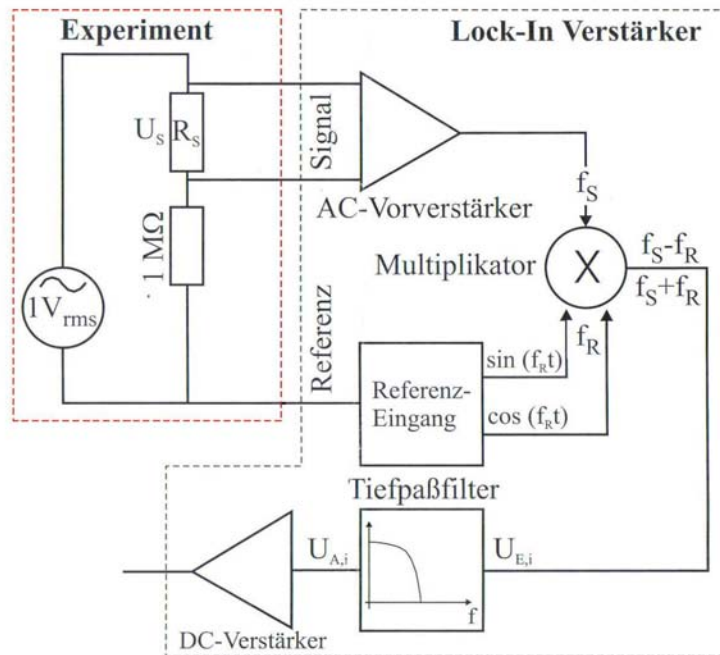 Experiment
Lock-In Verstärker
U_S
R_S
Signal
AC-Vorverstärker
f_S
1 MΩ
Multiplikator
X
f_S-f_R
f_S+f_R
1V_rms
Referenz
f_R
sin (f_Rt)
Referenz-
Eingang
cos (f_Rt)
Tiefpaßfilter
U_A,i
U_E,i
f
DC-Verstärker